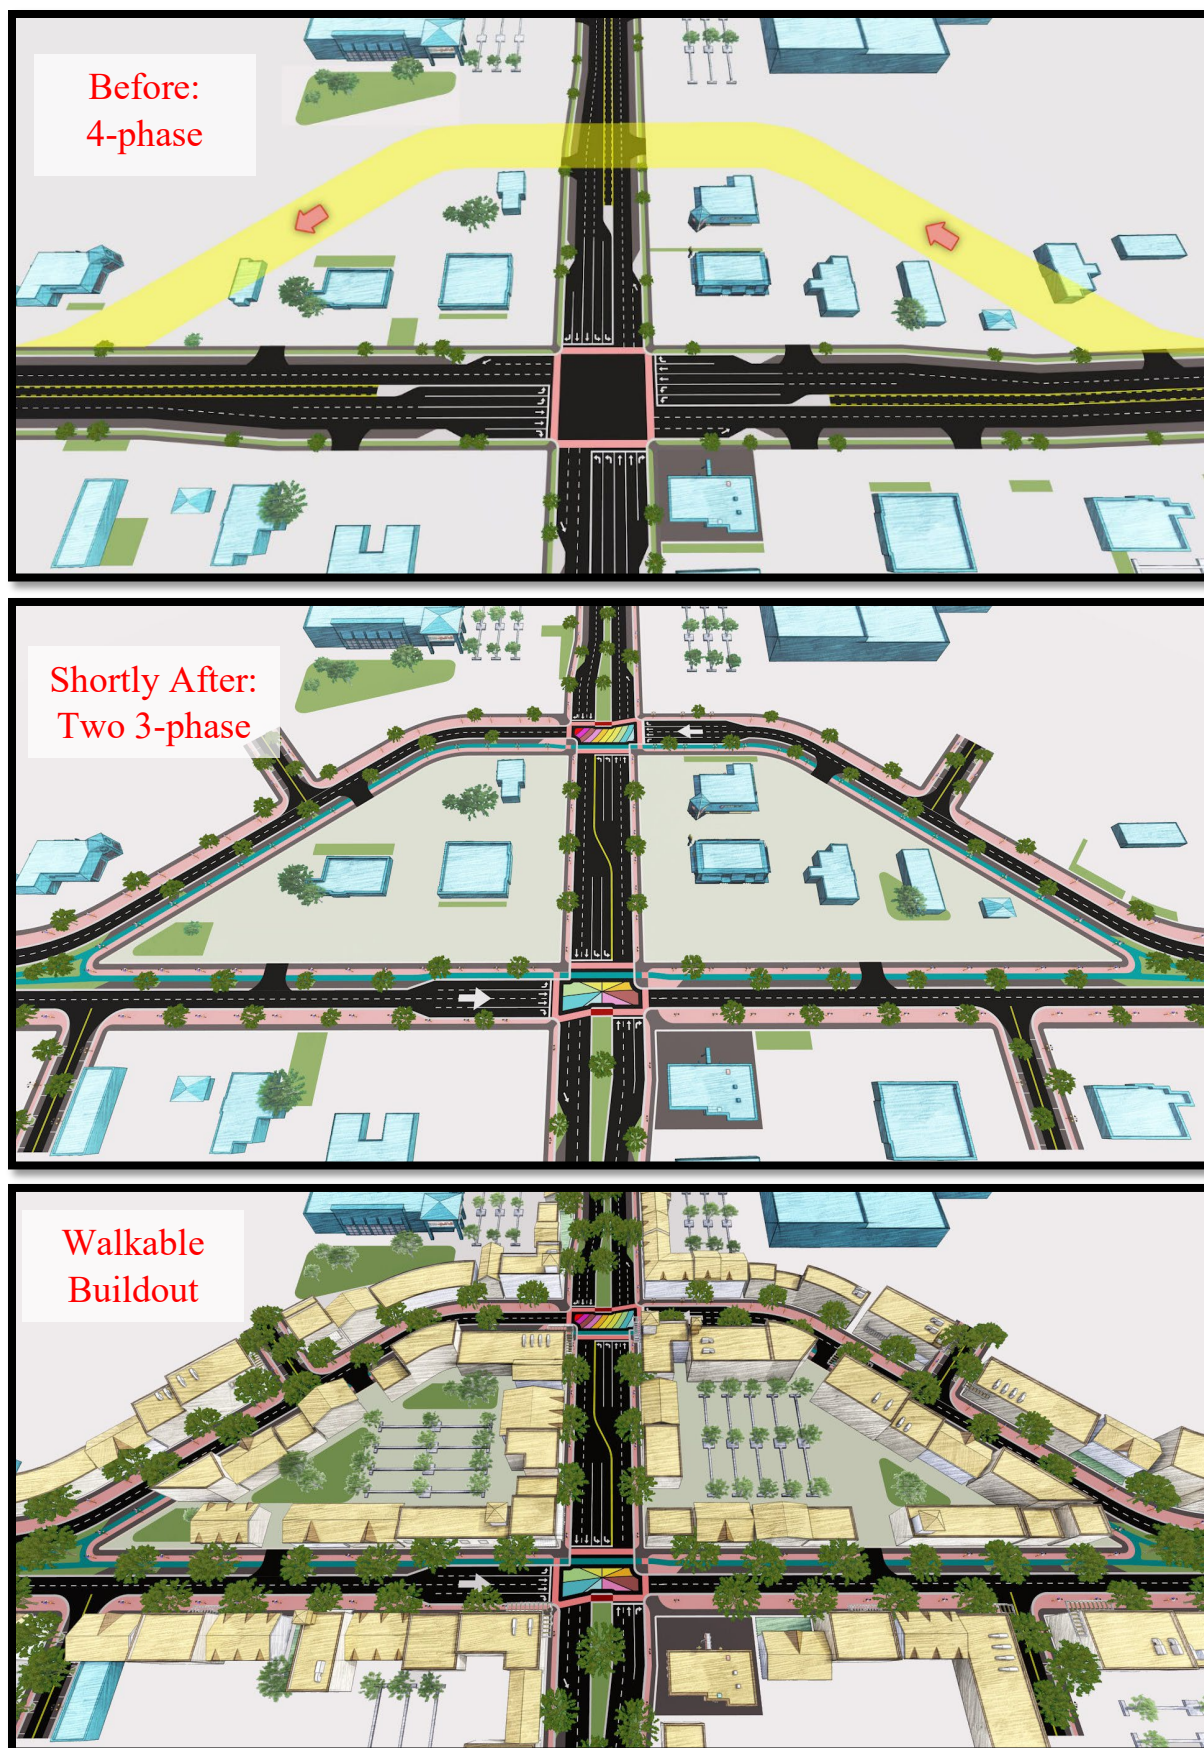 Before:
4-phase
Shortly After:
Two 3-phase
Walkable
Buildout